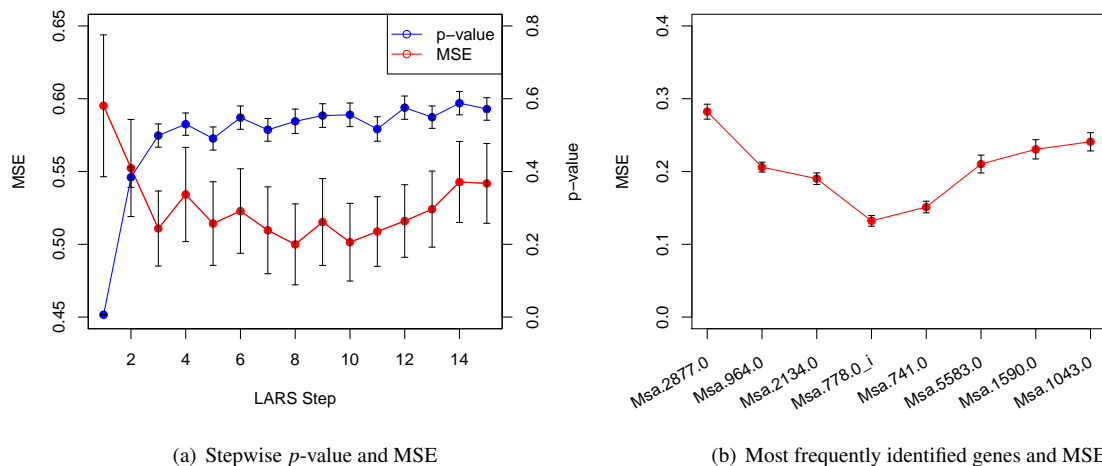 0.65
0.60
0.55
0.50
0.45
MSE
p−value
MSE
0.8
0.6
0.4
0.2
0.0
p−value
2 4 6 8 10 12 14
LARS Step
(a) Stepwise p-value and MSE
0.4
0.3
0.2
0.1
0.0
MSE
Msa.2877.0
Msa.964.0
Msa.2134.0
Msa.778.0_i
Msa.741.0
Msa.5583.0
Msa.1590.0
Msa.1043.0
(b) Most frequently identified genes and MSE